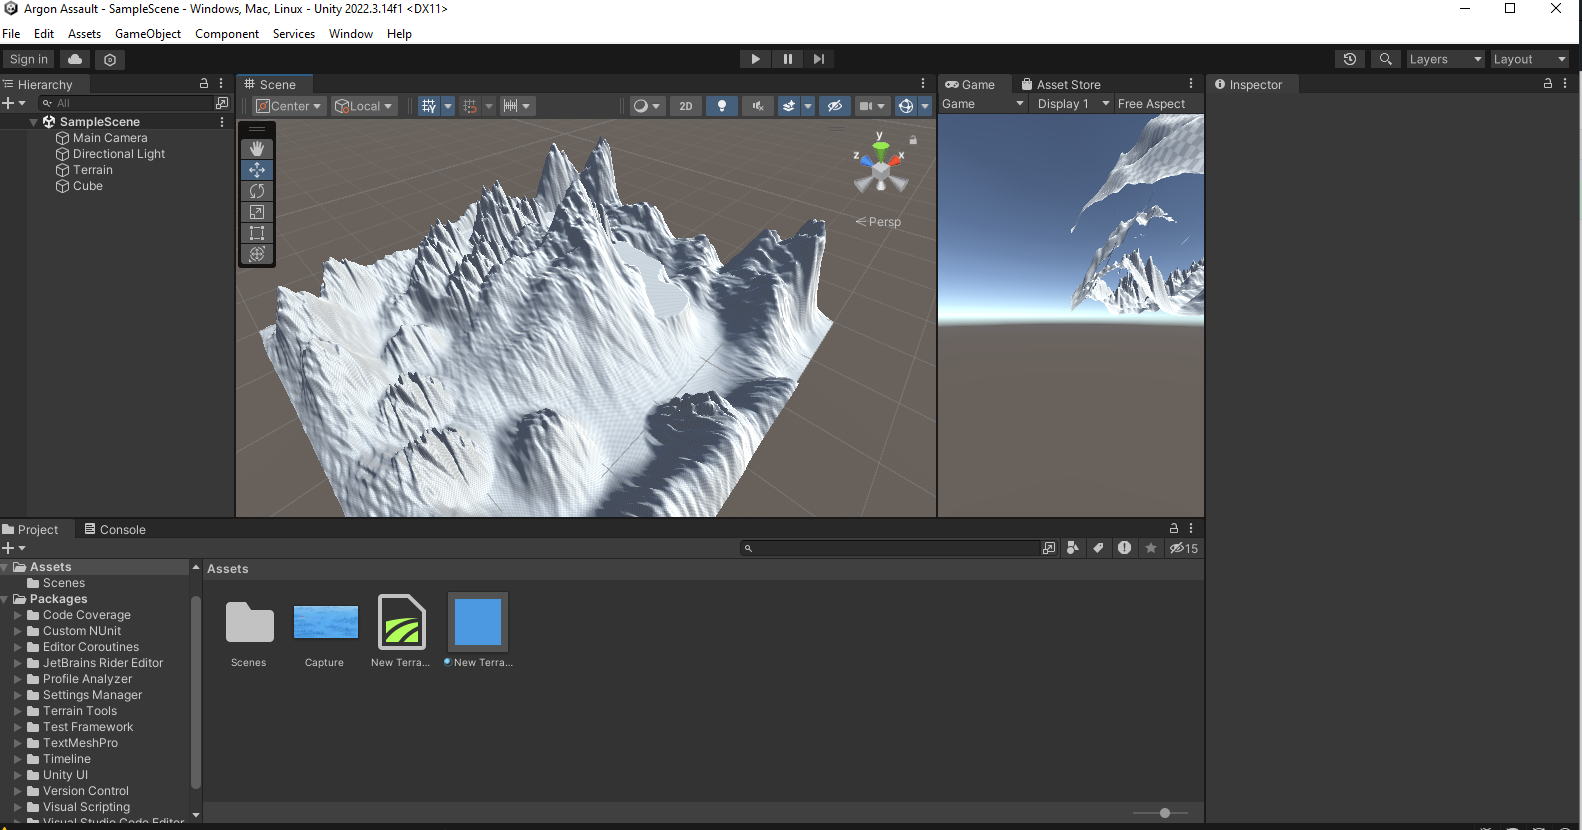 Argon Assault - SampleScene - Windows, Mac, Linux - Unity 2022.3.14f1 <DX11>
File Edit Assets GameObject Component Services Window Help
Sign in
Layers Layout
Hierarchy
All
SampleScene
Main Camera
Directional Light
Terrain
Cube
Scene
Center Local 2D
y
z x
Persp
Game Asset Store
Game Display 1 Free Aspect
Inspector
Project Console
15
Assets
Scenes
Packages
Code Coverage
Custom NUnit
Editor Coroutines
JetBrains Rider Editor
Profile Analyzer
Settings Manager
Terrain Tools
Test Framework
TextMeshPro
Timeline
Unity UI
Version Control
Visual Scripting
Visual Studio Code Editor
Assets
Scenes Capture New Terra... New Terra...